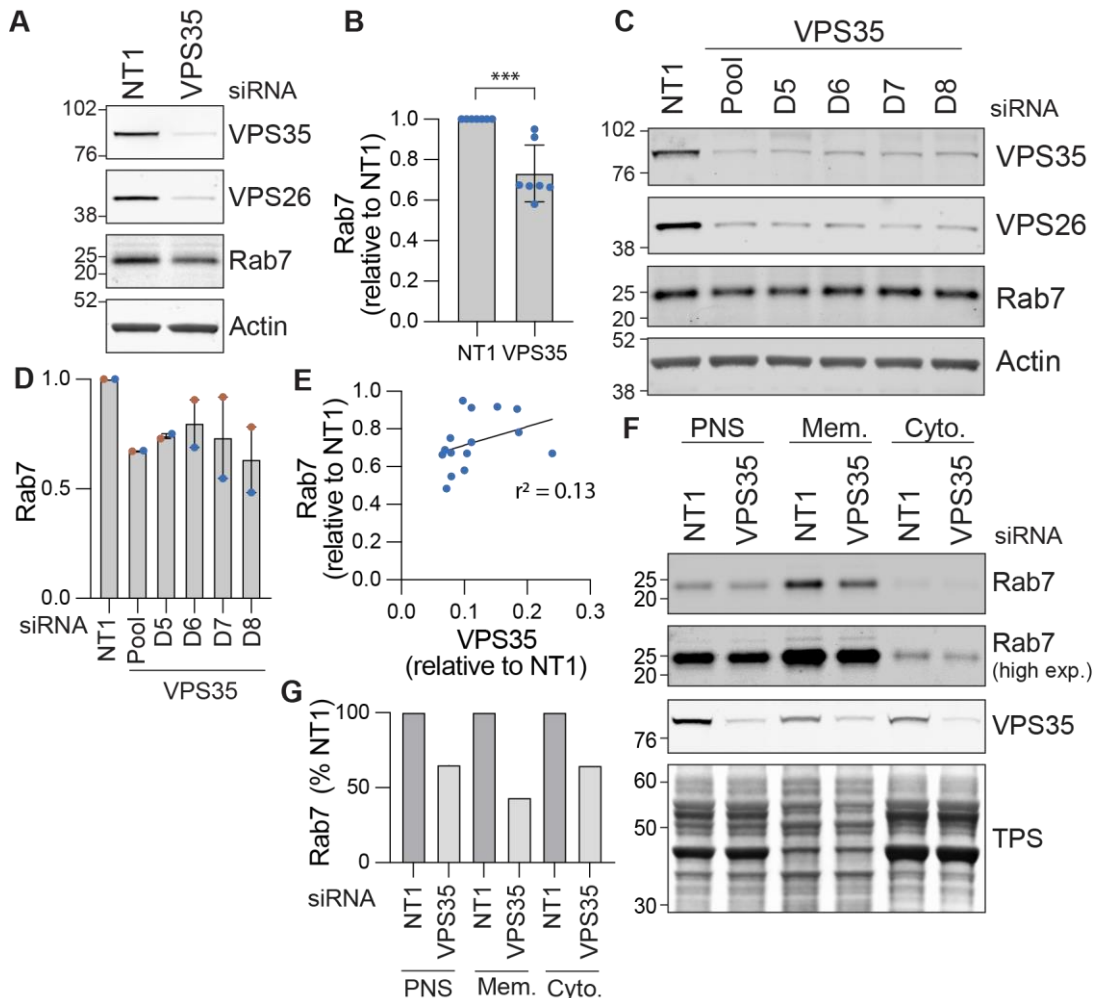 A
NT1
VPS35
siRNA
102
76
VPS35
38
VPS26
25
20
Rab7
52
Actin
B
***
Rab7
(relative to NT1)
1.0
0.8
0.6
0.4
0.2
0.0
NT1 VPS35
C
VPS35
NT1
Pool
D5
D6
D7
D8
siRNA
102
76
VPS35
38
VPS26
25
20
Rab7
52
38
Actin
D
Rab7
1.0
0.5
0.0
siRNA
NT1
Pool
D5
D6
D7
D8
VPS35
E
Rab7
(relative to NT1)
1.0
0.8
0.6
0.4
0.2
0.0
r² = 0.13
0.0 0.1 0.2 0.3
VPS35
(relative to NT1)
F
PNS Mem. Cyto.
NT1
VPS35
NT1
VPS35
NT1
VPS35
siRNA
25
20
Rab7
25
20
Rab7
(high exp.)
76
VPS35
60
50
30
TPS
G
Rab7 (% NT1)
100
50
0
siRNA
NT1
VPS35
NT1
VPS35
NT1
VPS35
PNS Mem. Cyto.